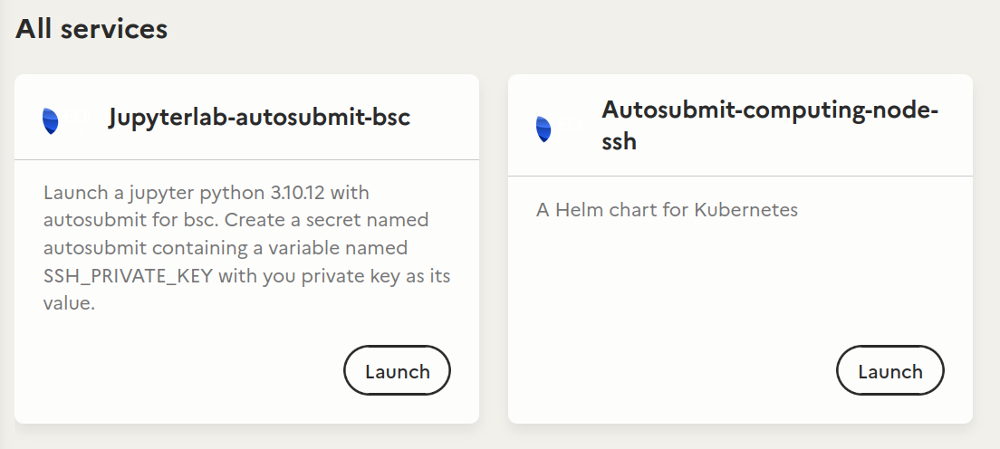 All services
Jupyterlab-autosubmit-bsc
Launch a jupyter python 3.10.12 with
autosubmit for bsc. Create a secret named
autosubmit containing a variable named
SSH_PRIVATE_KEY with you private key as its
value.
Launch
Autosubmit-computing-node-
ssh
A Helm chart for Kubernetes
Launch